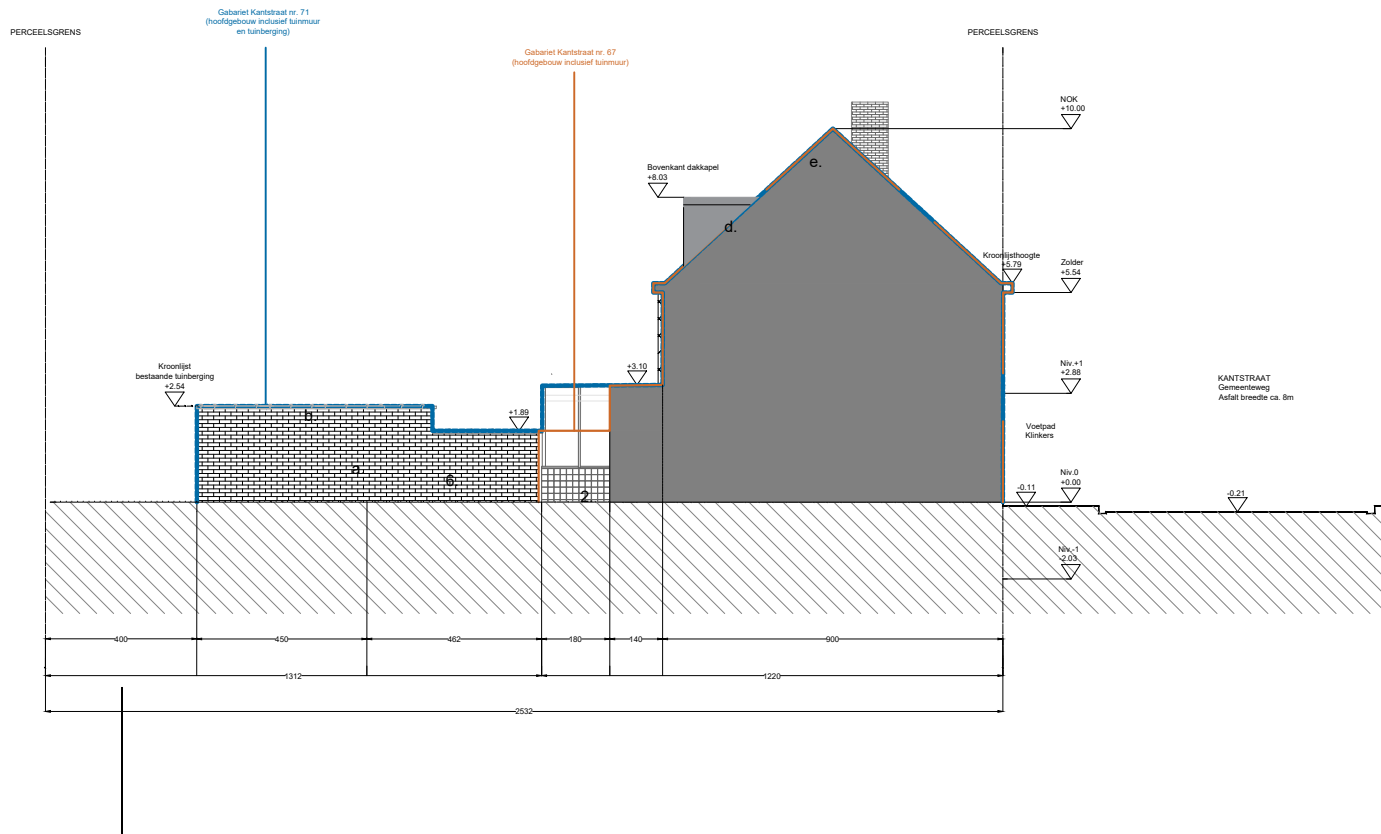 Gabariet Kantstraat nr. 71
(hoofdgebouw inclusief tuinmuur
en tuinberging)
PERCEELSGRENS
PERCEELSGRENS
Gabariet Kantstraat nr. 67
(hoofdgebouw inclusief tuinmuur)
NOK
+10.00
e.
Bovenkant dakkapel
+8.03
d.
Kroonlijsthoogte
+5.79
Zolder
+5.54
Kroonlijst
bestaande tuinberging
+2.54
+3.10
Niv.+1
+2.88
KANTSTRAAT
Gemeenteweg
Asfalt breedte ca. 8m
+1.89
b.
Voetpad
Klinkers
a.
6.
2.
Niv.0
+0.00
-0.11
-0.21
Niv.-1
-2.03
400
450
462
180
140
900
1312
1220
2532